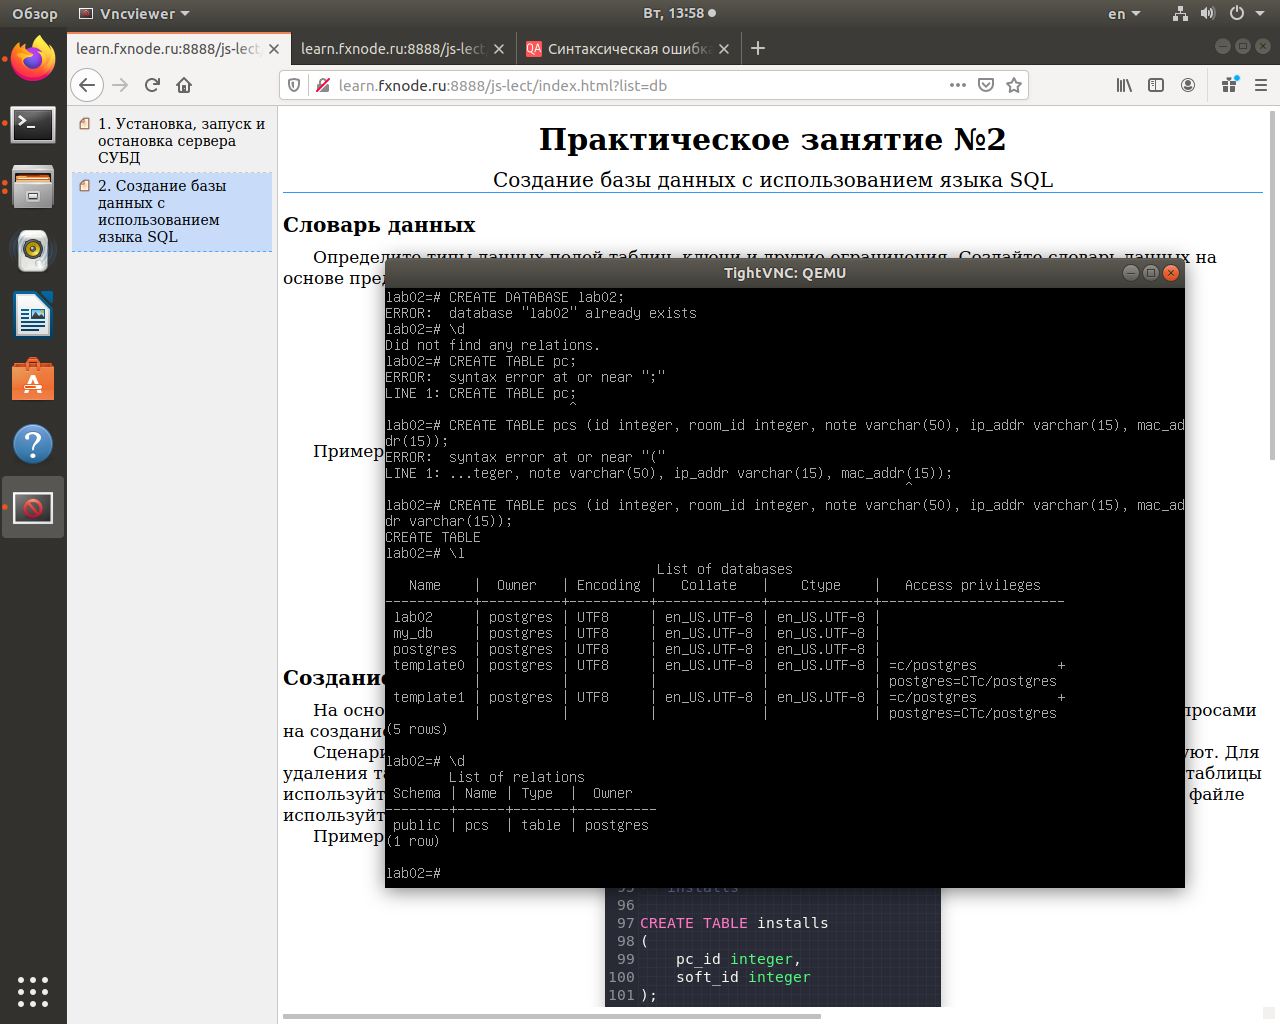 Обзор
Vncviewer
Вт, 13:58
en
learn.fxnode.ru:8888/js-lect
learn.fxnode.ru:8888/js-lect
QA Синтаксическая ошибка
learn.fxnode.ru:8888/js-lect/index.html?list=db
1. Установка, запуск и
остановка сервера
СУБД
2. Создание базы
данных с
использованием
языка SQL
Практическое занятие №2
Создание базы данных с использованием языка SQL
Словарь данных
Определите типы данных полей таблиц, ключи и другие ограничения. Создайте словарь данных на
основе пред
Пример
Создание
На осно
просами
на создани
Сценари
уют. Для
удаления та
таблицы
используйт
файле
используйт
Пример
TightVNC: QEMU
lab02=# CREATE DATABASE lab02;
ERROR:  database "lab02" already exists
lab02=# \d
Did not find any relations.
lab02=# CREATE TABLE pc;
ERROR:  syntax error at or near ";"
LINE 1: CREATE TABLE pc;
^
lab02=# CREATE TABLE pcs (id integer, room_id integer, note varchar(50), ip_addr varchar(15), mac_ad
dr(15));
ERROR:  syntax error at or near "("
LINE 1: ...teger, note varchar(50), ip_addr varchar(15), mac_addr(15));
^
lab02=# CREATE TABLE pcs (id integer, room_id integer, note varchar(50), ip_addr varchar(15), mac_ad
dr varchar(15));
CREATE TABLE
lab02=# \l
List of databases
Name | Owner | Encoding | Collate | Ctype | Access privileges
-----------+----------+----------+-------------+-------------+-----------------------
lab02 | postgres | UTF8 | en_US.UTF-8 | en_US.UTF-8 |
my_db | postgres | UTF8 | en_US.UTF-8 | en_US.UTF-8 |
postgres | postgres | UTF8 | en_US.UTF-8 | en_US.UTF-8 |
template0 | postgres | UTF8 | en_US.UTF-8 | en_US.UTF-8 | =c/postgres +
| | | | | postgres=CTc/postgres
template1 | postgres | UTF8 | en_US.UTF-8 | en_US.UTF-8 | =c/postgres +
| | | | | postgres=CTc/postgres
(5 rows)
lab02=# \d
List of relations
Schema | Name | Type | Owner
--------+------+-------+----------
public | pcs | table | postgres
(1 row)
lab02=#
95 installs
96
97 CREATE TABLE installs
98 (
99 pc_id integer,
100 soft_id integer
101 );